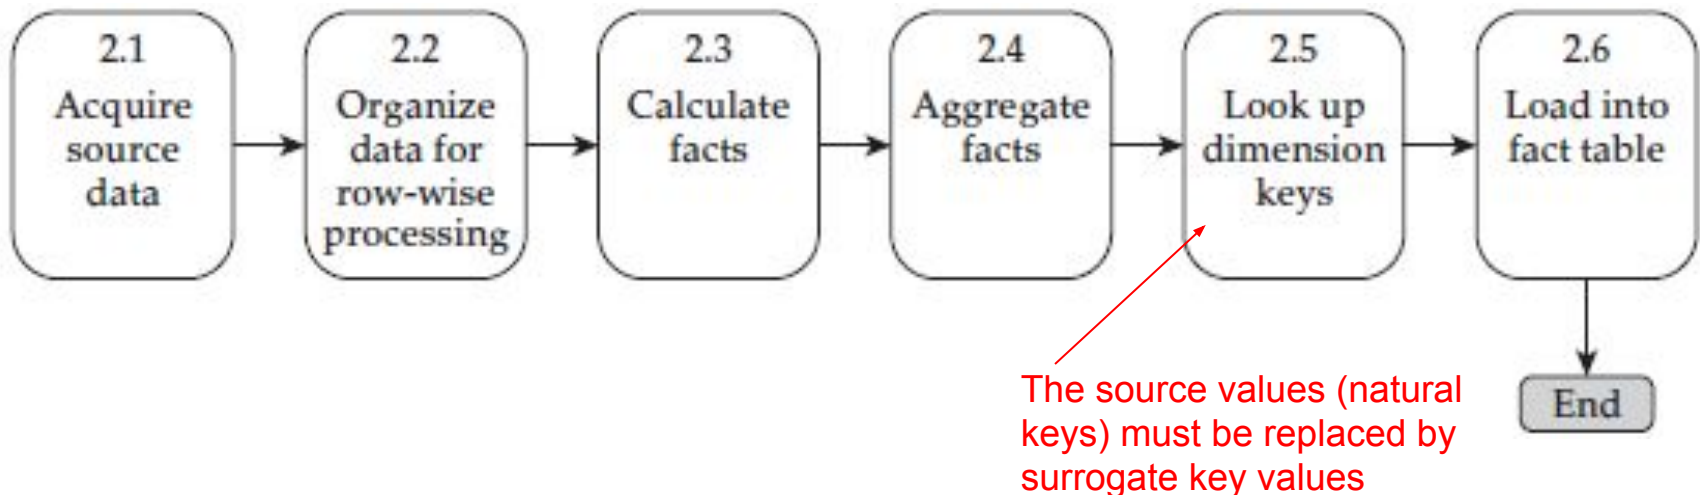 2.1
Acquire
source
data
2.2
Organize
data for
row-wise
processing
2.3
Calculate
facts
2.4
Aggregate
facts
2.5
Look up
dimension
keys
2.6
Load into
fact table
The source values (natural
keys) must be replaced by
surrogate key values
End